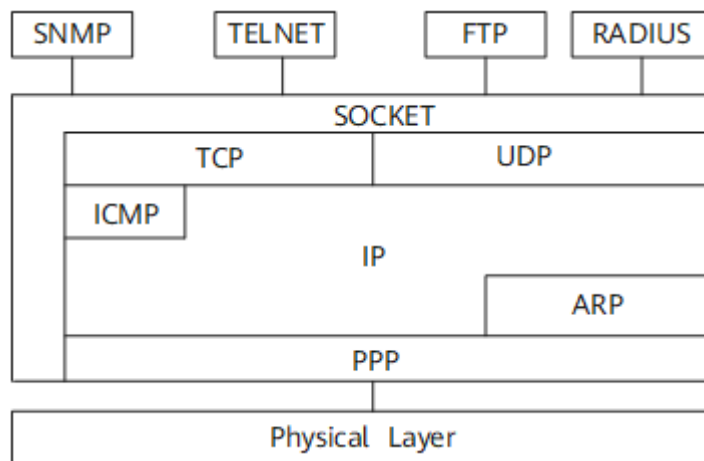 SNMP
TELNET
FTP
RADIUS
SOCKET
TCP
UDP
ICMP
IP
ARP
PPP
Physical Layer